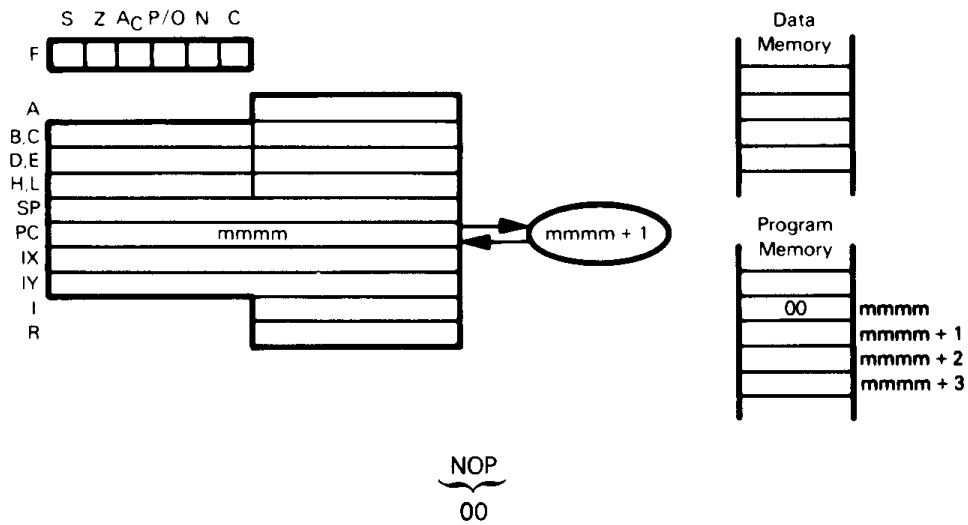 S Z AC P/O N C
F
A
B,C
D,E
H,L
SP
PC mmmm
IX
IY
I
R
mmmm + 1
Data
Memory
Program
Memory
00 mmmm
mmmm + 1
mmmm + 2
mmmm + 3
NOP
00